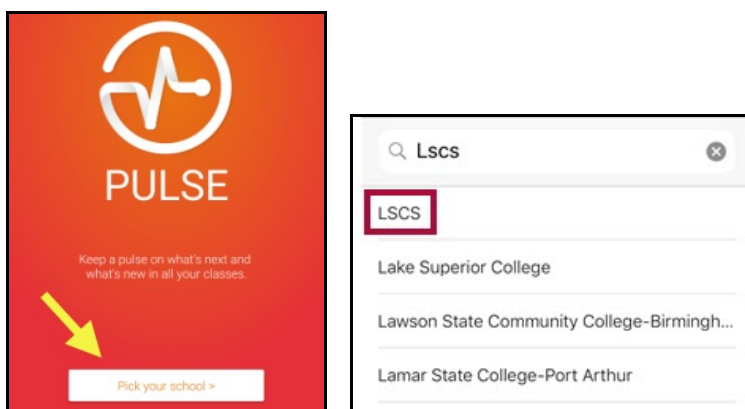 PULSE
Keep a pulse on what's next and
what's new in all your classes.
Pick your school >
Lscs
LSCS
Lake Superior College
Lawson State Community College-Birmingh...
Lamar State College-Port Arthur